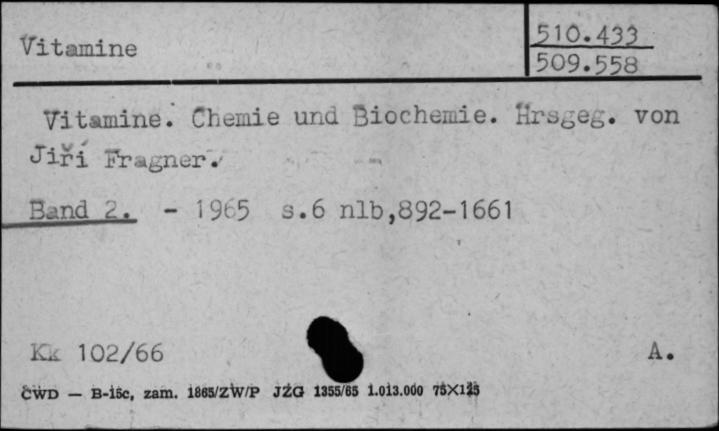 Vitamine
510.433
509.558
Vitamine. Chemie und Biochemie. Hrsgeg. von
Jiří Fragner.
Band 2. - 1965 s.6 nlb,892-1661
Kk 102/66
A.
CWD — B-15c, zam. 1865/ZW/P JZG 1355/65 1.013.000 75X125